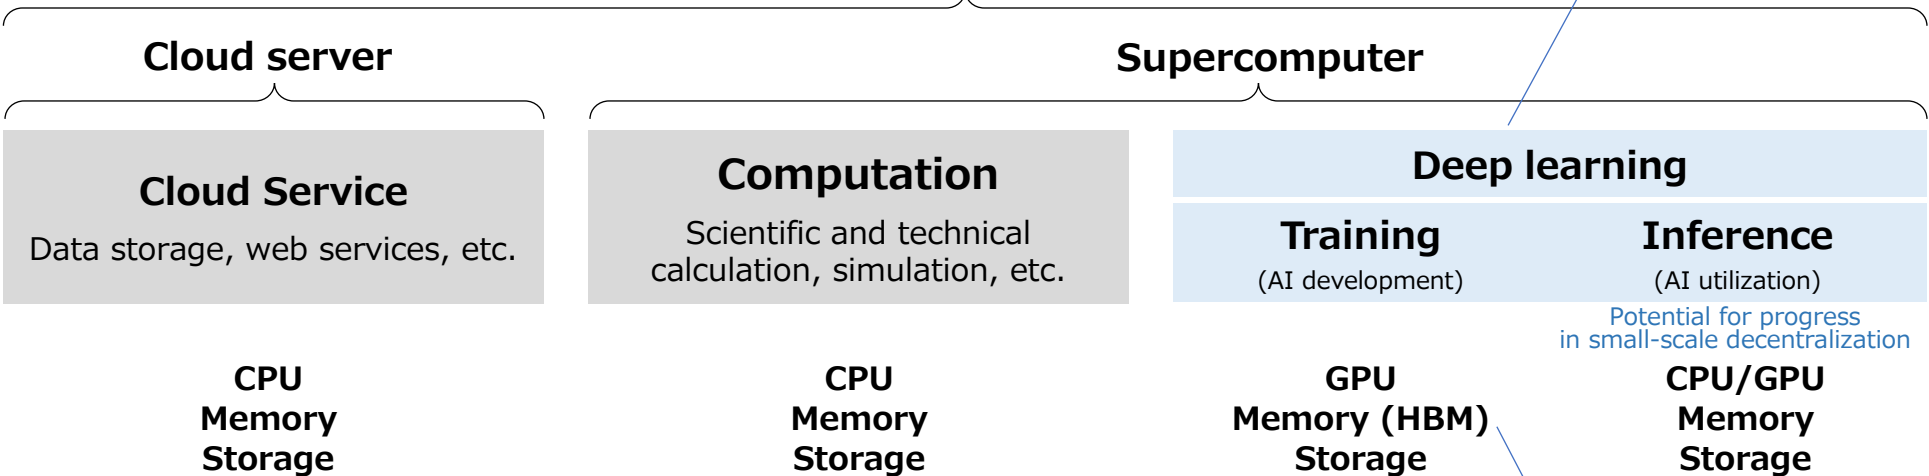 Cloud server
Supercomputer
Cloud Service
Data storage, web services, etc.
Computation
Scientific and technical
calculation, simulation, etc.
Deep learning
Training
(AI development)
Inference
(AI utilization)
Potential for progress
in small-scale decentralization
CPU
Memory
Storage
CPU
Memory
Storage
GPU
Memory (HBM)
Storage
CPU/GPU
Memory
Storage